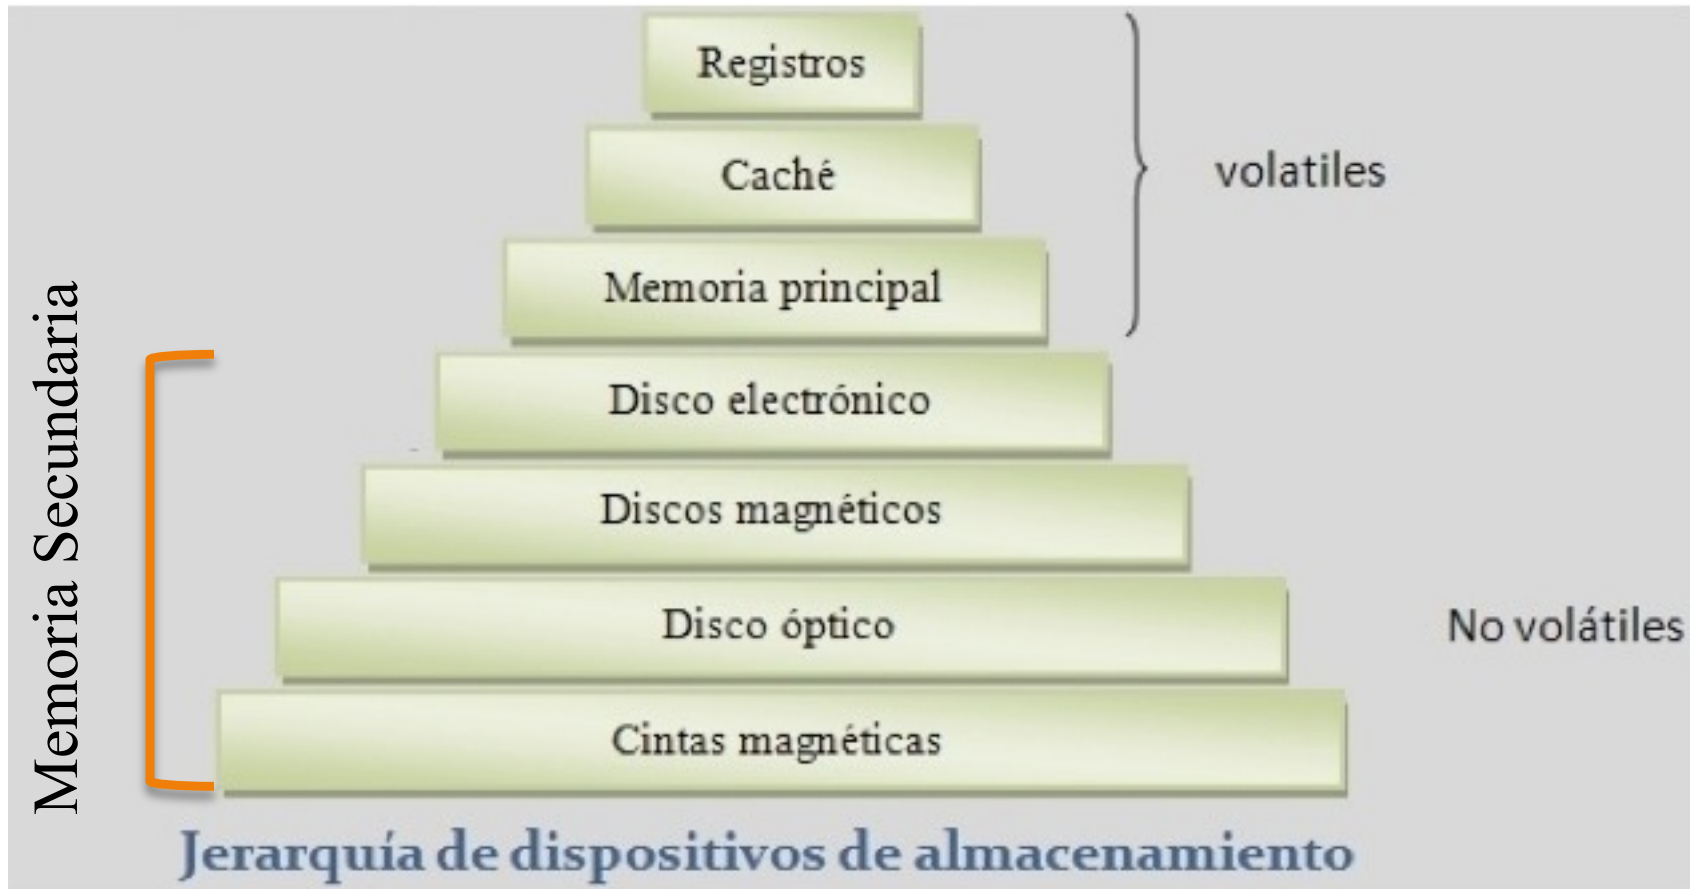 Registros
Caché
volatiles
Memoria principal
Memoria Secundaria
Disco electrónico
Discos magnéticos
Disco óptico
No volátiles
Cintas magnéticas
Jerarquía de dispositivos de almacenamiento